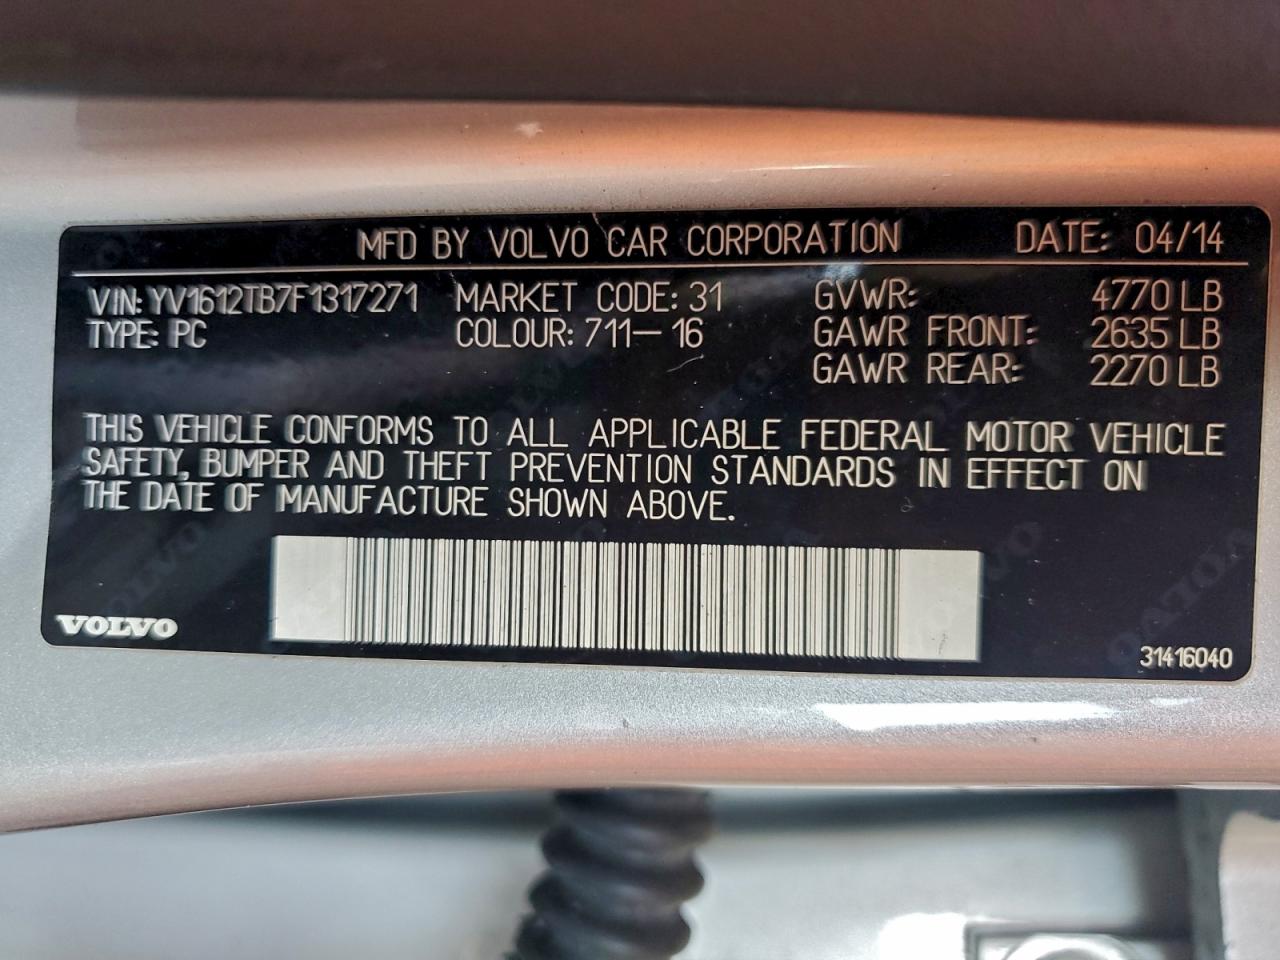 MFD BY VOLVO CAR CORPORATION DATE: 04/14
VIN: YV1612TB7F1317271 MARKET CODE: 31 GVWR: 4770 LB
TYPE: PC COLOUR: 711-16 GAWR FRONT: 2635 LB
GAWR REAR: 2270 LB
THIS VEHICLE CONFORMS TO ALL APPLICABLE FEDERAL MOTOR VEHICLE
SAFETY, BUMPER AND THEFT PREVENTION STANDARDS IN EFFECT ON
THE DATE OF MANUFACTURE SHOWN ABOVE.
VOLVO
31416040